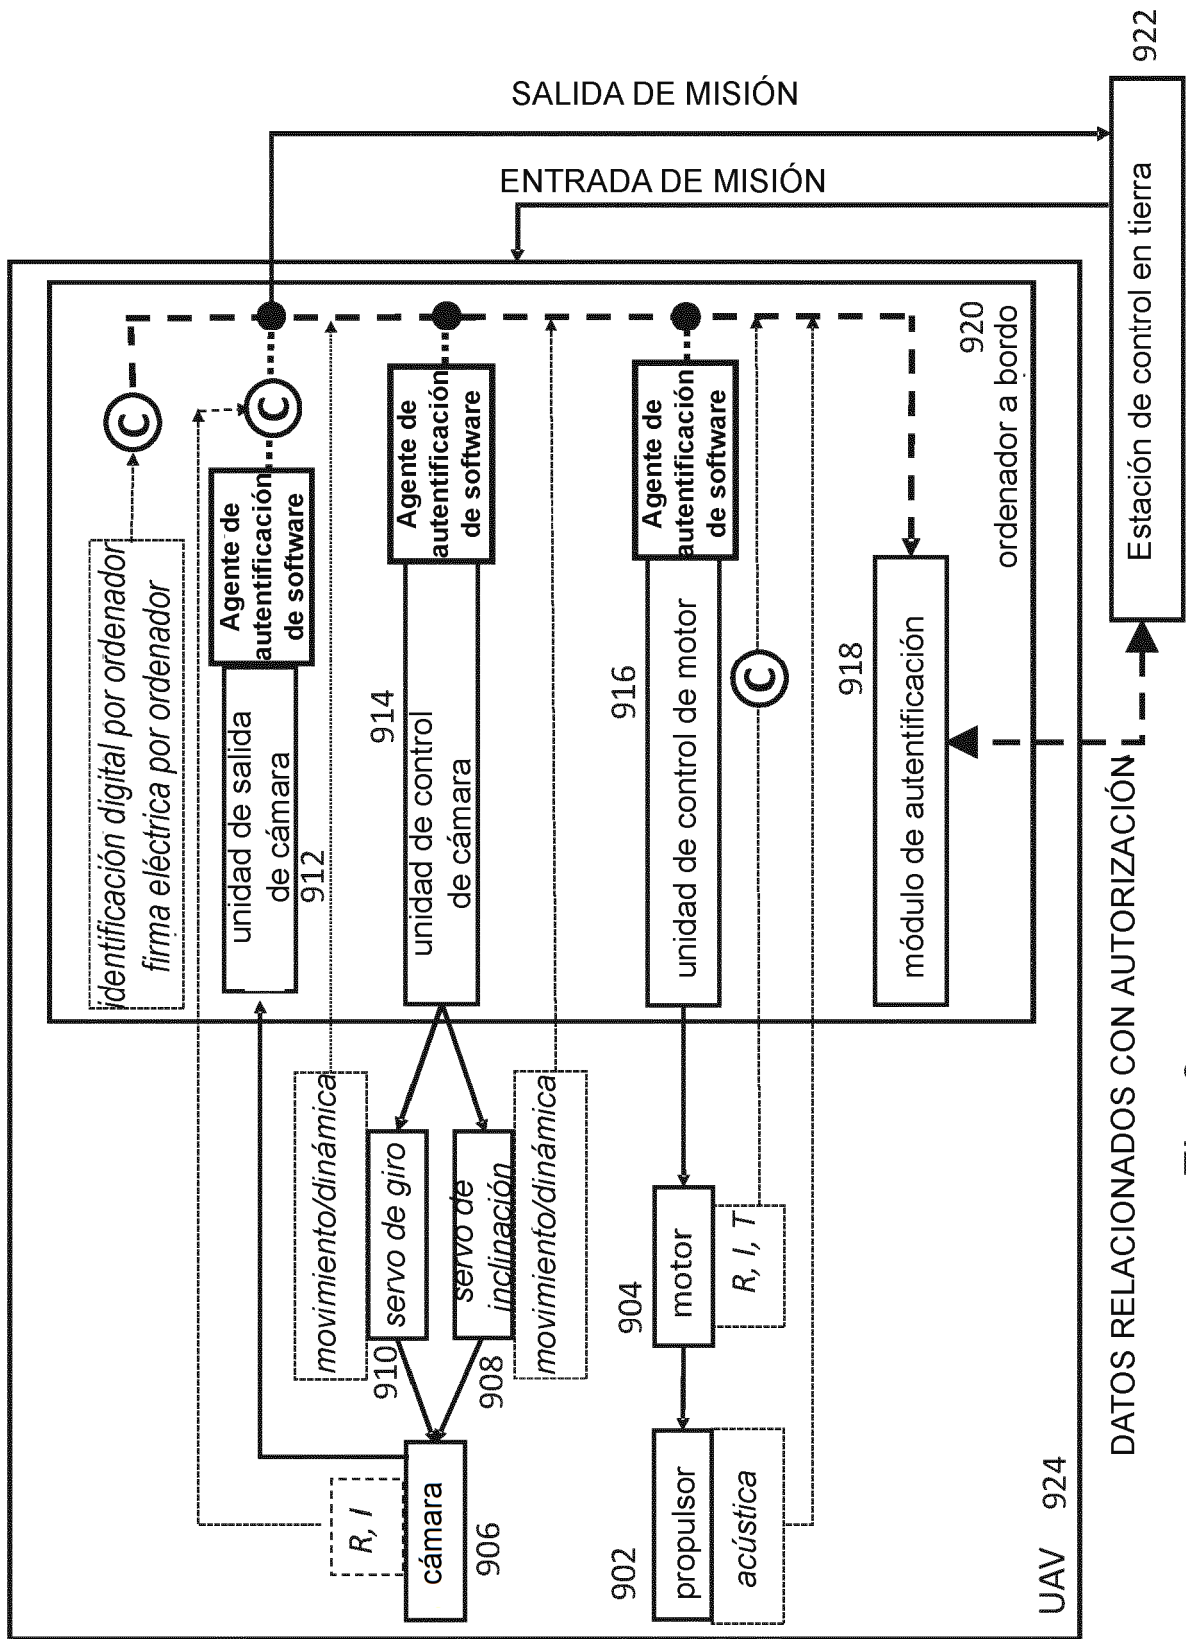 SALIDA DE MISIÓN
ENTRADA DE MISIÓN
922
Estación de control en tierra
identificación digital por ordenador
firma eléctrica por ordenador
C
C
Agente de
autentificación
de software
unidad de salida
de cámara
912
Agente de
autentificación
de software
914
unidad de control
de cámara
Agente de
autentificación
de software
916
unidad de control de motor
C
918
módulo de autentificación
920
ordenador a bordo
movimiento/dinámica
servo de giro
910
servo de
inclinación
908
movimiento/dinámica
R, I
cámara
906
904
motor
R, I, T
902
propulsor
acústica
UAV 924
DATOS RELACIONADOS CON AUTORIZACIÓN